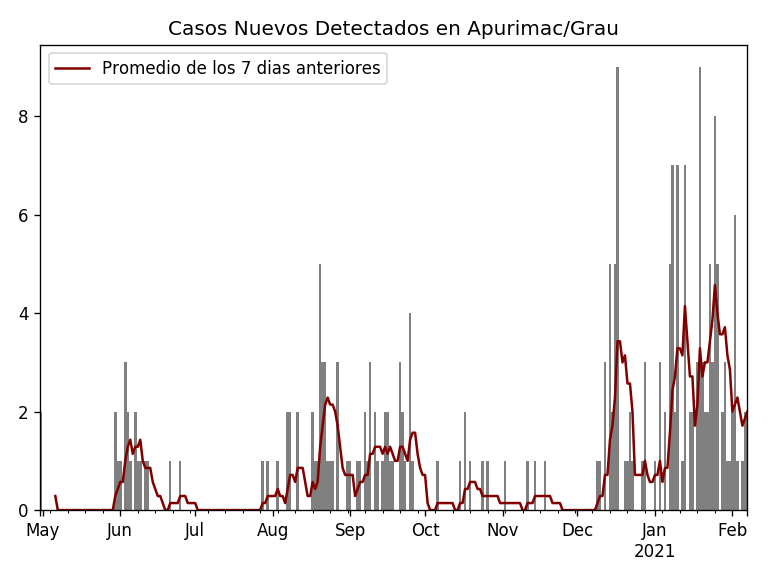 Casos Nuevos Detectados en Apurimac/Grau
Promedio de los 7 dias anteriores
8
6
4
2
0
May Jun Jul Aug Sep Oct Nov Dec Jan Feb
2021